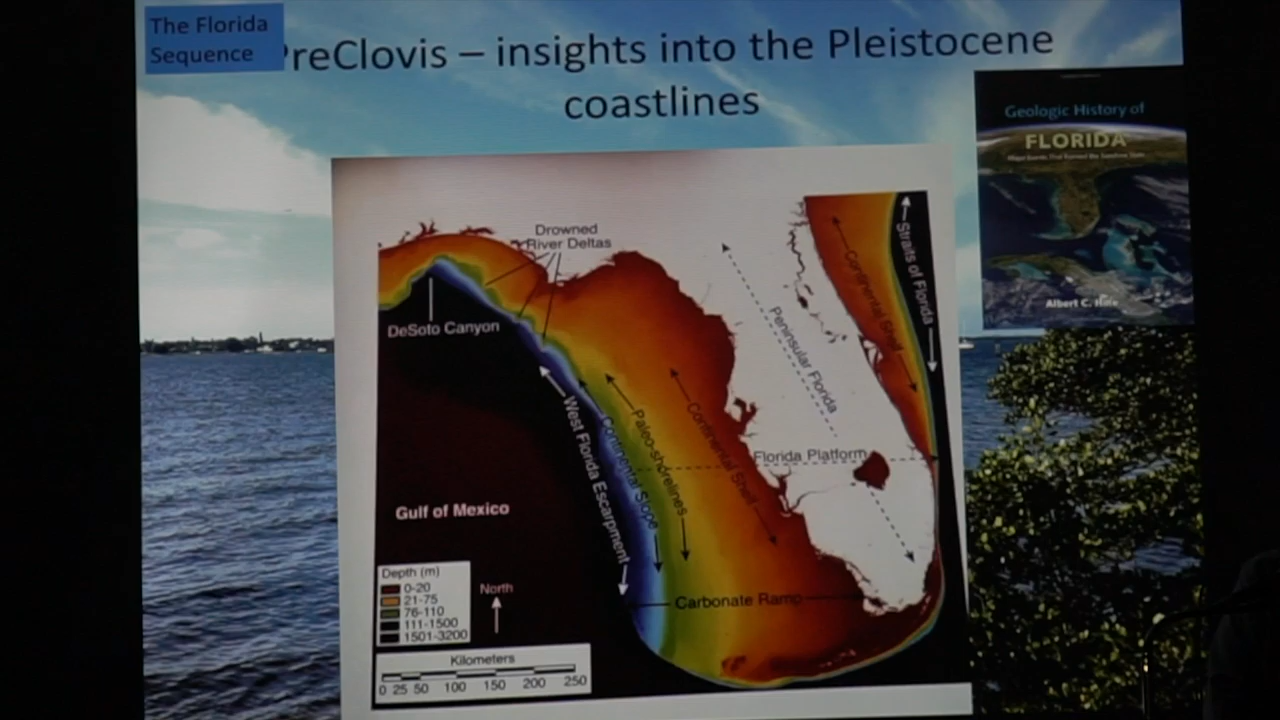 The Florida
Sequence
PreClovis – insights into the Pleistocene
coastlines
Geologic History of
FLORIDA
Albert C. Hine
Drowned
River Deltas
DeSoto Canyon
Straits of Florida
Continental Shelf
Peninsular Florida
West Florida Escarpment
Continental Slope
Paleo-shorelines
Continental Shelf
Florida Platform
Gulf of Mexico
Carbonate Ramp
Depth (m)
0-20
21-75
76-110
111-1500
1501-3200
North
Kilometers
0 25 50 100 150 200 250